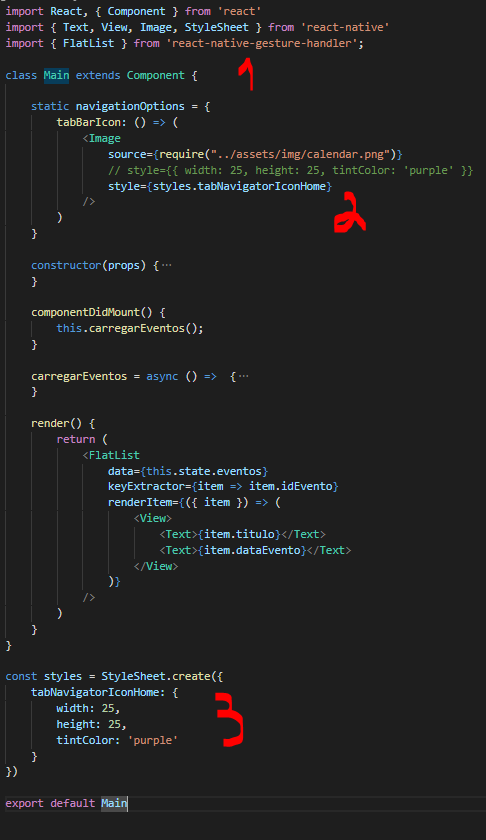 import React, { Component } from 'react'
import { Text, View, Image, StyleSheet } from 'react-native'
import { FlatList } from 'react-native-gesture-handler';
1
class Main extends Component {
static navigationOptions = {
tabBarIcon: () => (
<Image
source={require("../assets/img/calendar.png")}
// style={{ width: 25, height: 25, tintColor: 'purple' }}
style={styles.tabNavigatorIconHome}
2
/>
)
}
constructor(props) {···
}
componentDidMount() {
this.carregarEventos();
}
carregarEventos = async () => {···
}
render() {
return (
<FlatList
data={this.state.eventos}
keyExtractor={item => item.idEvento}
renderItem={({ item }) => (
<View>
<Text>{item.titulo}</Text>
<Text>{item.dataEvento}</Text>
</View>
)}
/>
)
}
}
const styles = StyleSheet.create({
tabNavigatorIconHome: {
width: 25,
height: 25,
3
tintColor: 'purple'
}
})
export default Main